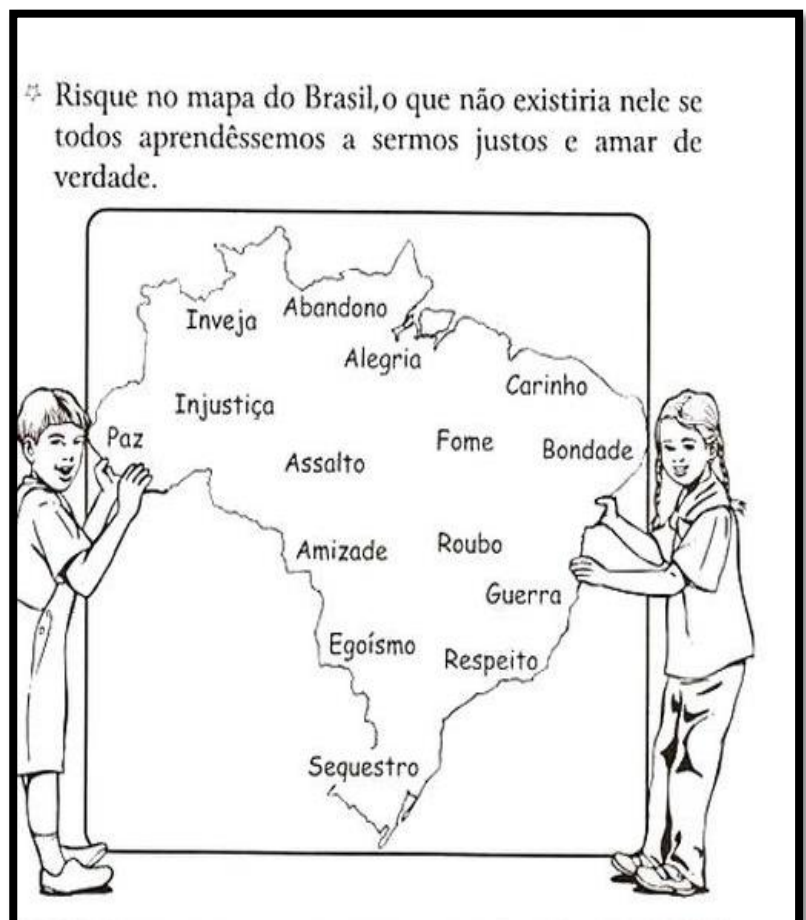 Risque no mapa do Brasil,o que não existiria nele se
todos aprendêssemos a sermos justos e amar de
verdade.
Inveja
Abandono
Alegria
Carinho
Injustiça
Paz
Fome
Bondade
Assalto
Amizade
Roubo
Guerra
Egoísmo
Respeito
Sequestro